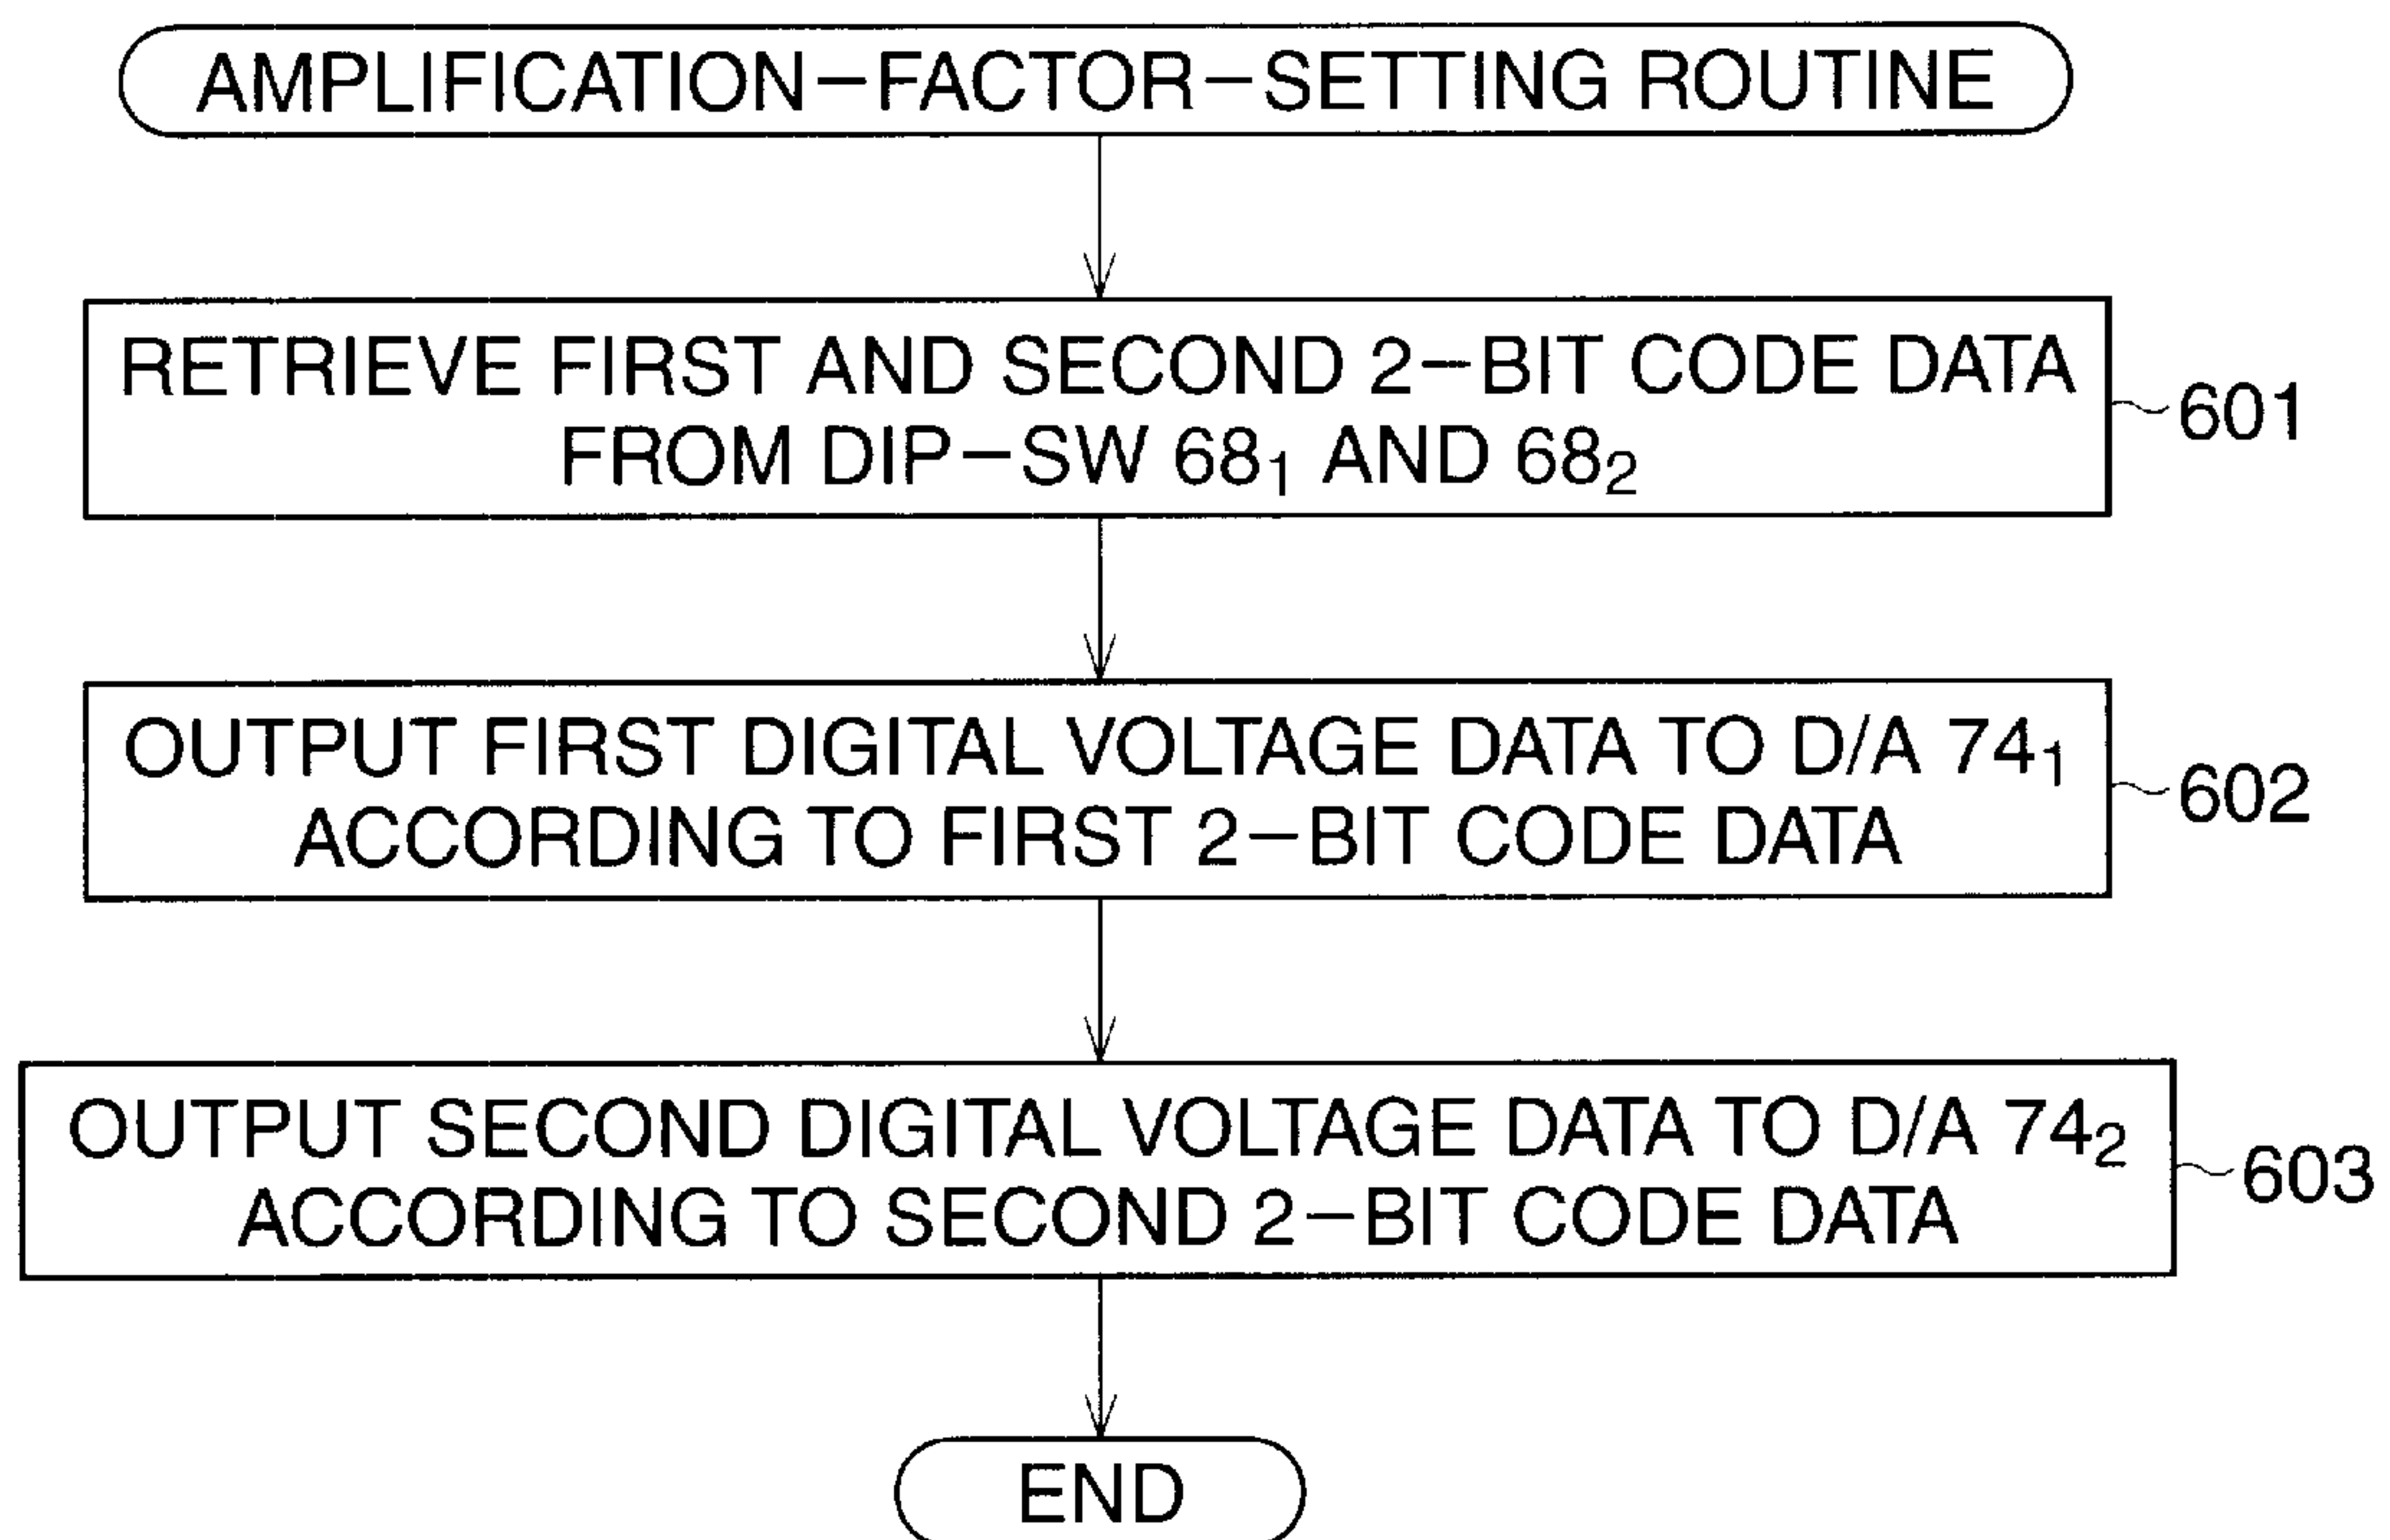 AMPLIFICATION-FACTOR-SETTING ROUTINE
RETRIEVE FIRST AND SECOND 2-BIT CODE DATA
FROM DIP-SW 68₁ AND 68₂
601
OUTPUT FIRST DIGITAL VOLTAGE DATA TO D/A 74₁
ACCORDING TO FIRST 2-BIT CODE DATA
602
OUTPUT SECOND DIGITAL VOLTAGE DATA TO D/A 74₂
ACCORDING TO SECOND 2-BIT CODE DATA
603
END